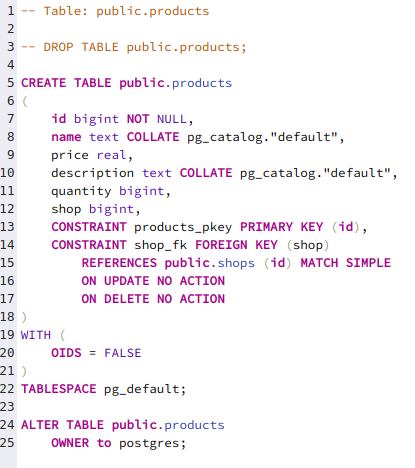 1 -- Table: public.products
2
3 -- DROP TABLE public.products;
4
5 CREATE TABLE public.products
6 (
7     id bigint NOT NULL,
8     name text COLLATE pg_catalog."default",
9     price real,
10     description text COLLATE pg_catalog."default",
11     quantity bigint,
12     shop bigint,
13     CONSTRAINT products_pkey PRIMARY KEY (id),
14     CONSTRAINT shop_fk FOREIGN KEY (shop)
15         REFERENCES public.shops (id) MATCH SIMPLE
16         ON UPDATE NO ACTION
17         ON DELETE NO ACTION
18 )
19 WITH (
20     OIDS = FALSE
21 )
22 TABLESPACE pg_default;
23
24 ALTER TABLE public.products
25     OWNER to postgres;